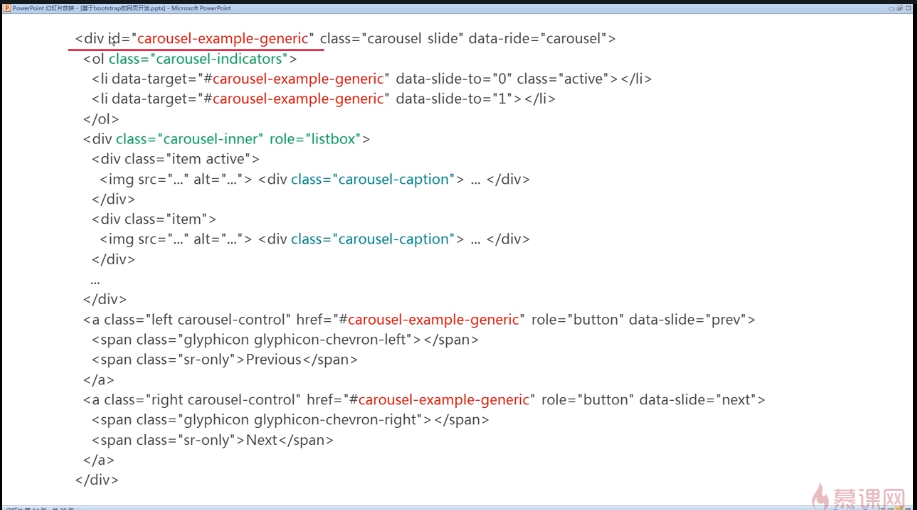 PowerPoint 幻灯片放映 - [基于bootstrap的网页开发.pptx] - Microsoft PowerPoint
<div id="carousel-example-generic" class="carousel slide" data-ride="carousel">
<ol class="carousel-indicators">
<li data-target="#carousel-example-generic" data-slide-to="0" class="active"></li>
<li data-target="#carousel-example-generic" data-slide-to="1"></li>
</ol>
<div class="carousel-inner" role="listbox">
<div class="item active">
<img src="..." alt="..."> <div class="carousel-caption"> ... </div>
</div>
<div class="item">
<img src="..." alt="..."> <div class="carousel-caption"> ... </div>
</div>
...
</div>
<a class="left carousel-control" href="#carousel-example-generic" role="button" data-slide="prev">
<span class="glyphicon glyphicon-chevron-left"></span>
<span class="sr-only">Previous</span>
</a>
<a class="right carousel-control" href="#carousel-example-generic" role="button" data-slide="next">
<span class="glyphicon glyphicon-chevron-right"></span>
<span class="sr-only">Next</span>
</a>
</div>
慕课网